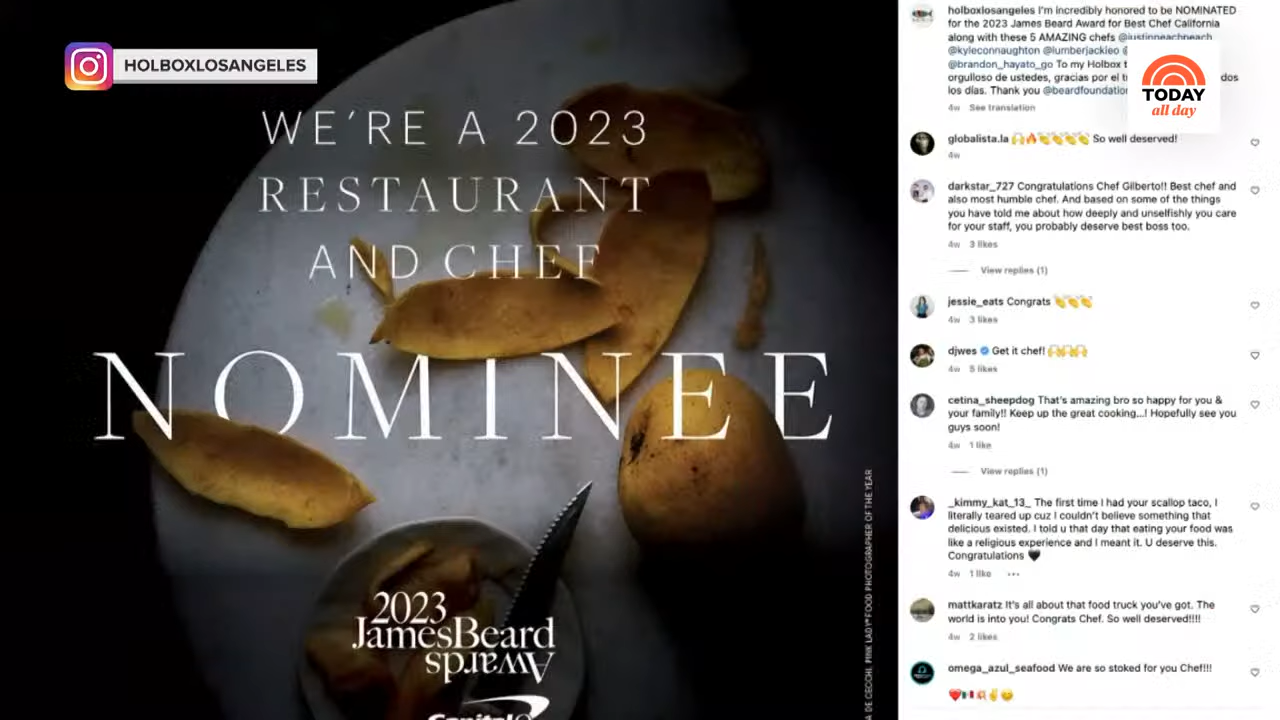 HOLBOXLOSANGELES
WE'RE A 2023
RESTAURANT
AND CHEF
NOMINEE
2023
JamesBeard
Awards
Capital
PINK LADY® FOOD PHOTOGRAPHER OF THE YEAR
holboxlosangeles I'm incredibly honored to be NOMINATED
for the 2023 James Beard Award for Best Chef California
along with these 5 AMAZING chefs @justinpeachpeach
@kyleconnaughton @lumberjackieo
@brandon_hayato_go To my Holbox
orgulloso de ustedes, gracias por el
los días. Thank you
4w See translation
TODAY
all day
globalista.la 🙌🔥👏👏👏👏 So well deserved!
4w
darkstar_727 Congratulations Chef Gilberto!! Best chef and
also most humble chef. And based on some of the things
you have told me about how deeply and unselfishly you care
for your staff, you probably deserve best boss too.
4w 3 likes
View replies (1)
jessie_eats Congrats 👏👏👏
4w 3 likes
djwes Get it chef! 🙌🙌🙌
4w 5 likes
cetina_sheepdog That's amazing bro so happy for you &
your family!! Keep up the great cooking...! Hopefully see you
guys soon!
4w 1 like
View replies (1)
_kimmy_kat_13_ The first time I had your scallop taco, I
literally teared up cuz I couldn't believe something that
delicious existed. I told u that day that eating your food was
like a religious experience and I meant it. U deserve this.
Congratulations 🖤
4w 1 like ...
mattkaratz It's all about that food truck you've got. The
world is into you! Congrats Chef. So well deserved!!!!
4w 2 likes
omega_azul_seafood We are so stoked for you Chef!!!